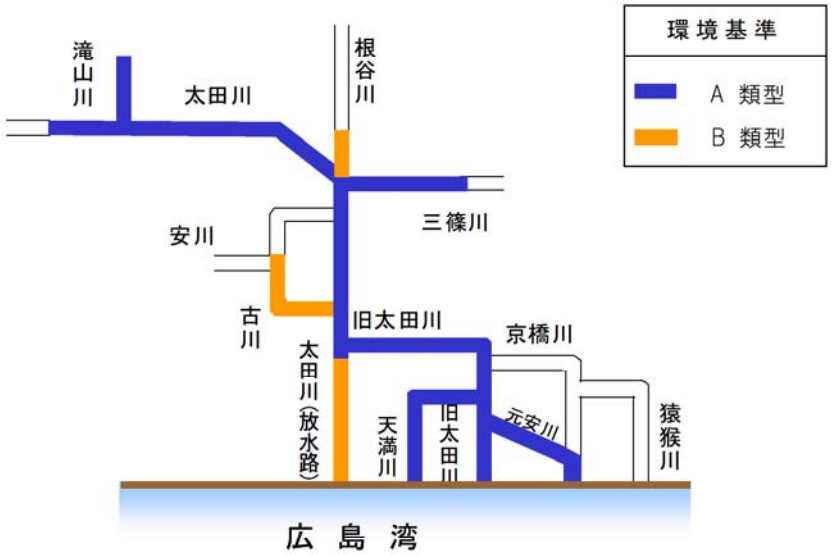 環境基準
A 類型
B 類型
滝山川
太田川
根谷川
三篠川
安川
古川
旧太田川
京橋川
太田川(放水路)
天満川
旧太田川
元安川
猿猴川
広島湾